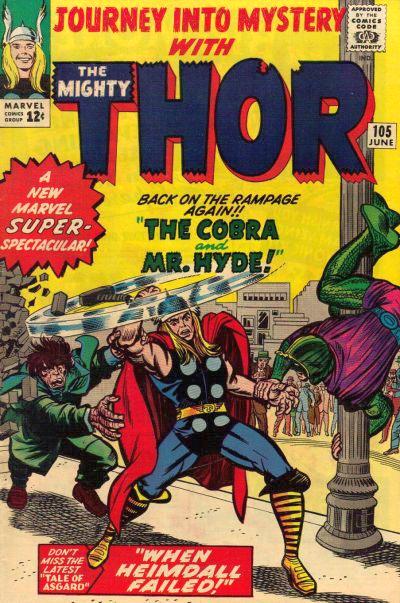 JOURNEY INTO MYSTERY
WITH
THE
MIGHTY
THOR
APPROVED
BY THE
COMICS
CODE
AUTHORITY
IND.
MARVEL
COMICS
GROUP
12¢
105
JUNE
A
NEW
MARVEL
SUPER-
SPECTACULAR!
BACK ON THE RAMPAGE
AGAIN!!
"THE COBRA
and
MR. HYDE!"
DON'T
MISS THE
LATEST
"TALE OF
ASGARD"
"WHEN
HEIMDALL
FAILED!"